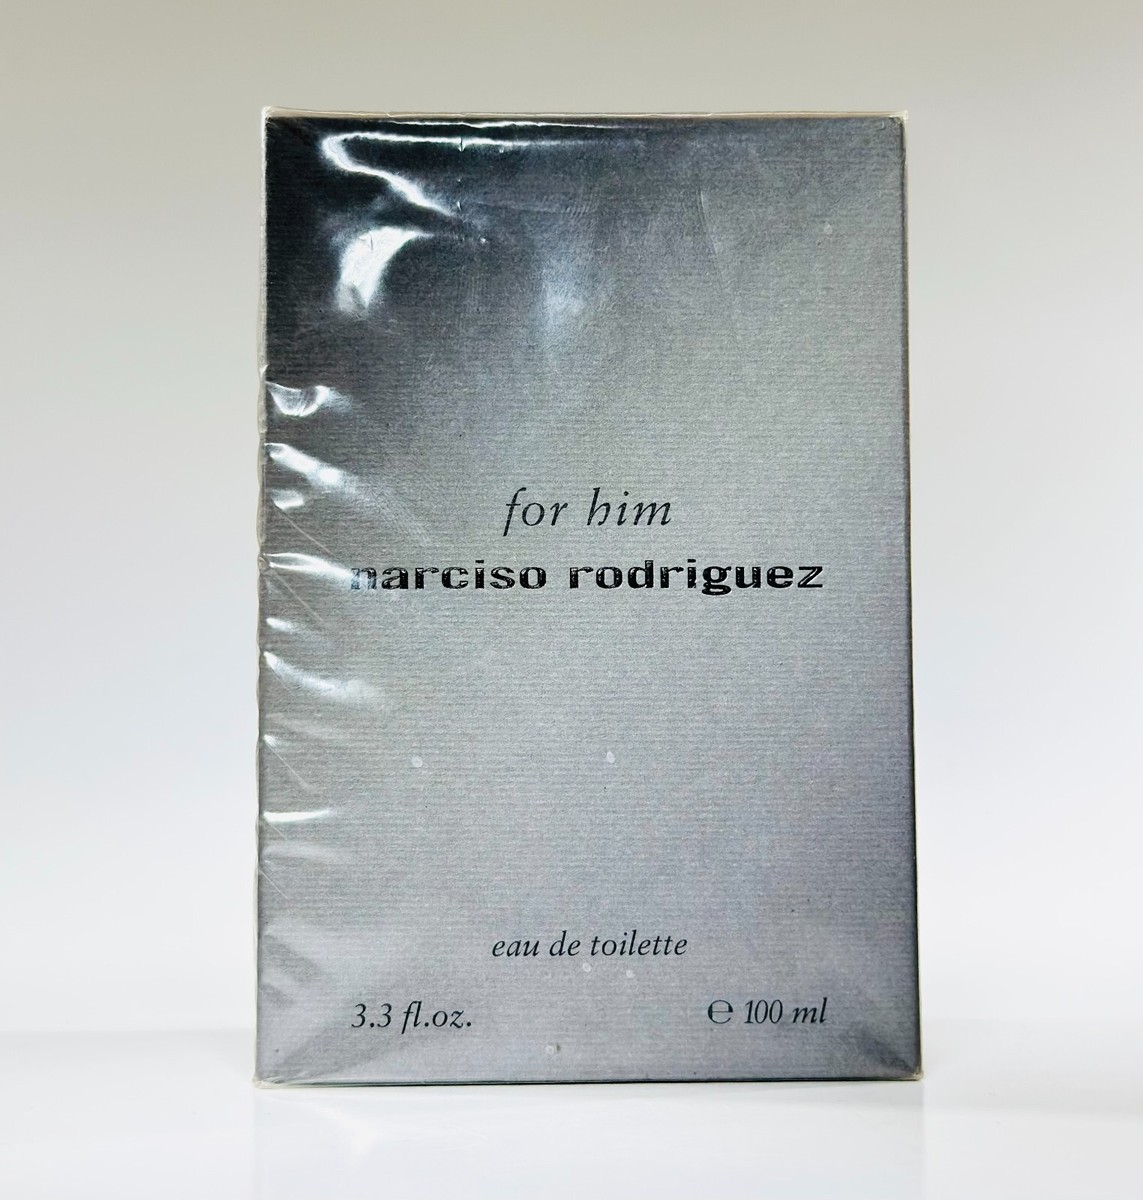 for him
narciso rodriguez
eau de toilette
3.3 fl.oz. ℮ 100 ml